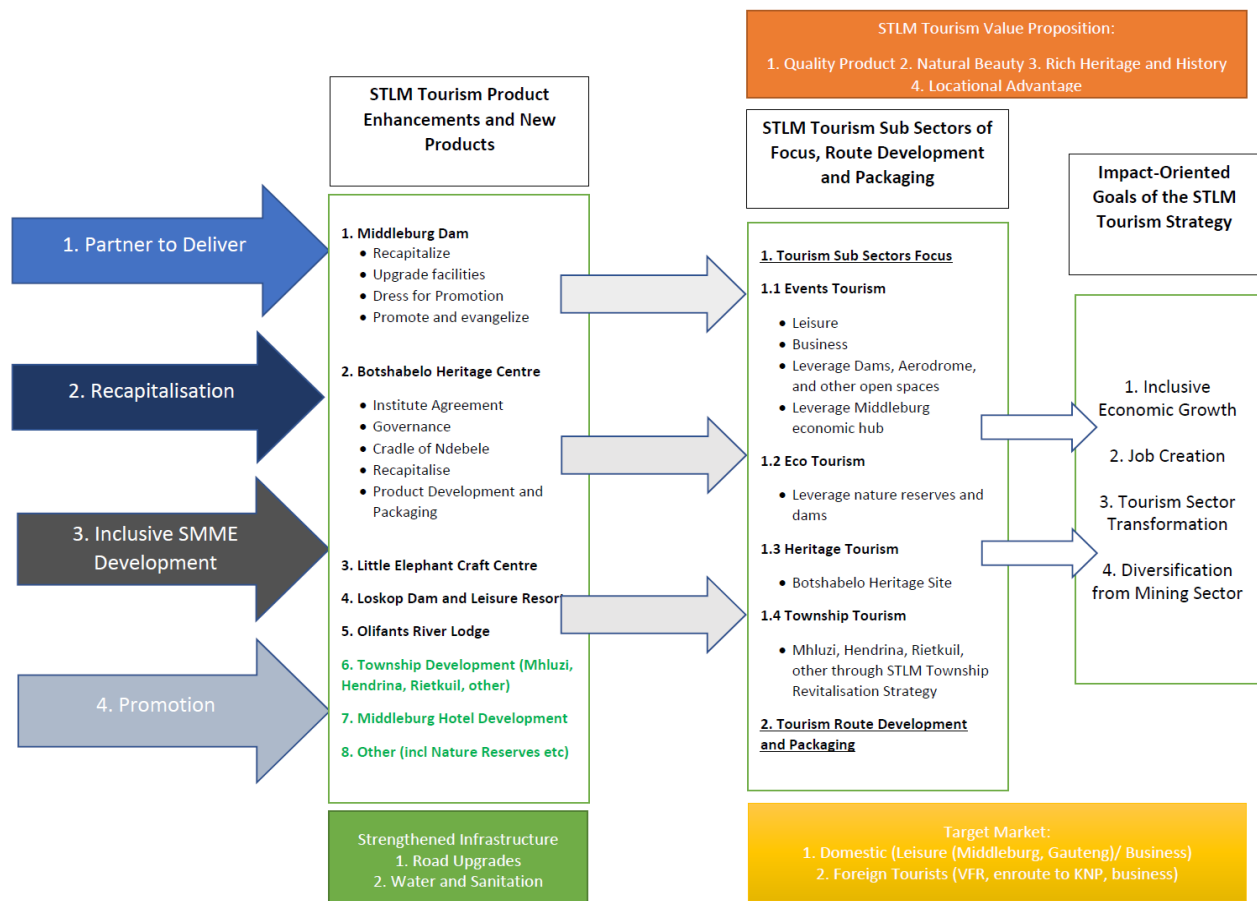 STLM Tourism Value Proposition:
1. Quality Product 2. Natural Beauty 3. Rich Heritage and History
4. Locational Advantage
STLM Tourism Product
Enhancements and New
Products
STLM Tourism Sub Sectors of
Focus, Route Development
and Packaging
Impact-Oriented
Goals of the STLM
Tourism Strategy
1. Partner to Deliver
2. Recapitalisation
3. Inclusive SMME
Development
4. Promotion
1. Middleburg Dam
• Recapitalize
• Upgrade facilities
• Dress for Promotion
• Promote and evangelize
2. Botshabelo Heritage Centre
• Institute Agreement
• Governance
• Cradle of Ndebele
• Recapitalise
• Product Development and
Packaging
3. Little Elephant Craft Centre
4. Loskop Dam and Leisure Resort
5. Olifants River Lodge
6. Township Development (Mhluzi,
Hendrina, Rietkuil, other)
7. Middleburg Hotel Development
8. Other (incl Nature Reserves etc)
1. Tourism Sub Sectors Focus
1.1 Events Tourism
• Leisure
• Business
• Leverage Dams, Aerodrome,
and other open spaces
• Leverage Middleburg
economic hub
1.2 Eco Tourism
• Leverage nature reserves and
dams
1.3 Heritage Tourism
• Botshabelo Heritage Site
1.4 Township Tourism
• Mhluzi, Hendrina, Rietkuil,
other through STLM Township
Revitalisation Strategy
2. Tourism Route Development
and Packaging
1. Inclusive
Economic Growth
2. Job Creation
3. Tourism Sector
Transformation
4. Diversification
from Mining Sector
Strengthened Infrastructure
1. Road Upgrades
2. Water and Sanitation
Target Market:
1. Domestic (Leisure (Middleburg, Gauteng)/ Business)
2. Foreign Tourists (VFR, enroute to KNP, business)